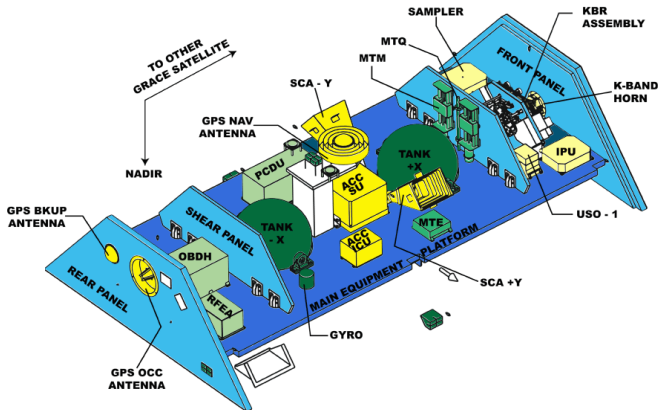 SAMPLER
KBR
ASSEMBLY
MTQ
MTM
FRONT PANEL
K-BAND
HORN
TO OTHER
GRACE SATELLITE
SCA - Y
GPS NAV
ANTENNA
NADIR
PCDU
TANK
+X
IPU
ACC
SU
USO - 1
GPS BKUP
ANTENNA
SHEAR PANEL
TANK
- X
MTE
OBDH
ACC
ICU
MAIN EQUIPMENT PLATFORM
SCA +Y
REAR PANEL
RFEA
GYRO
GPS OCC
ANTENNA